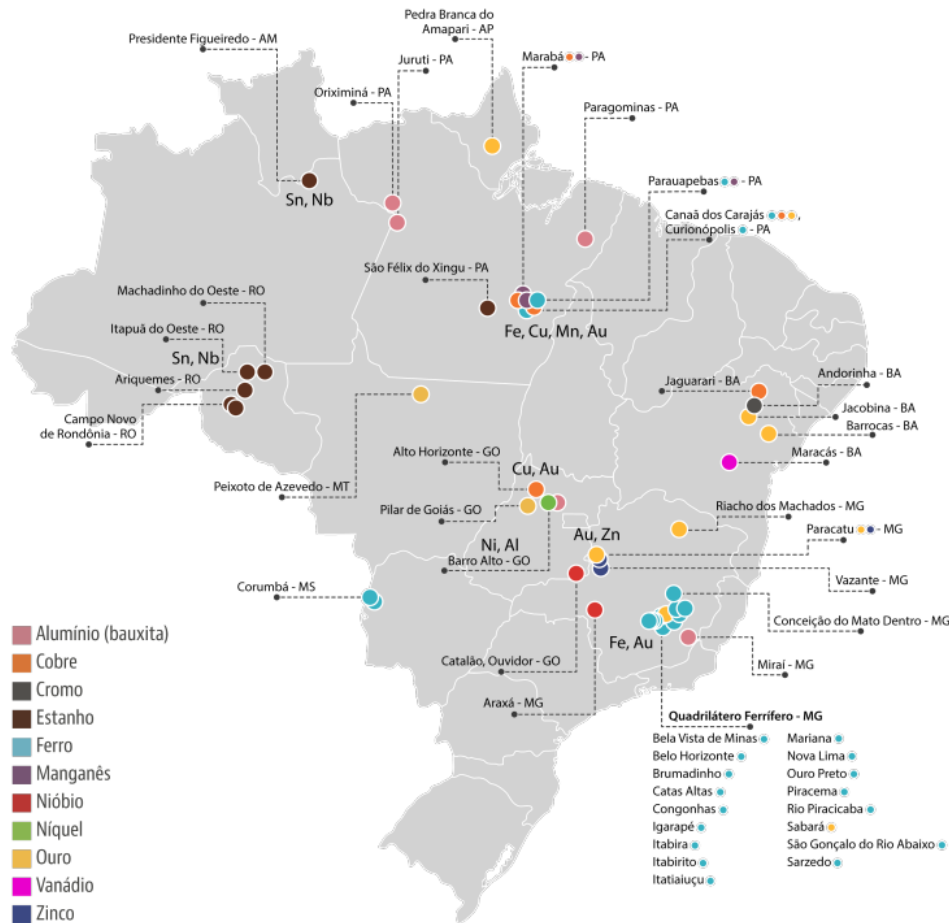 Pedra Branca do
Amapari - AP
Presidente Figueiredo - AM
Juruti - PA
Marabá - PA
Oriximiná - PA
Paragominas - PA
Parauapebas - PA
Sn, Nb
Canaã dos Carajás ,
Curionópolis - PA
São Félix do Xingu - PA
Machadinho do Oeste - RO
Fe, Cu, Mn, Au
Itapuã do Oeste - RO
Sn, Nb
Ariquemes - RO
Jaguarari - BA
Andorinha - BA
Campo Novo
de Rondônia - RO
Jacobina - BA
Barrocas - BA
Alto Horizonte - GO
Maracás - BA
Cu, Au
Peixoto de Azevedo - MT
Pilar de Goiás - GO
Riacho dos Machados - MG
Au, Zn
Paracatu - MG
Ni, Al
Barro Alto - GO
Vazante - MG
Corumbá - MS
Conceição do Mato Dentro - MG
Fe, Au
Catalão, Ouvidor - GO
Miraí - MG
Araxá - MG
Alumínio (bauxita)
Cobre
Cromo
Estanho
Ferro
Manganês
Nióbio
Níquel
Ouro
Vanádio
Zinco
Quadrilátero Ferrífero - MG
Bela Vista de Minas
Belo Horizonte
Brumadinho
Catas Altas
Congonhas
Igarapé
Itabira
Itabirito
Itatiaiuçu
Mariana
Nova Lima
Ouro Preto
Piracema
Rio Piracicaba
Sabará
São Gonçalo do Rio Abaixo
Sarzedo